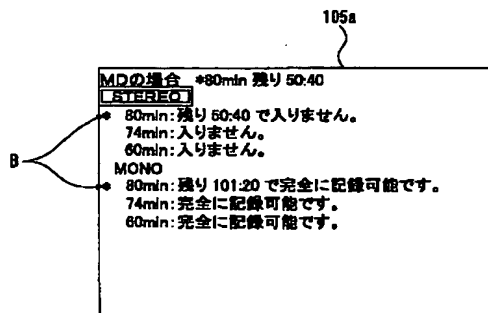 105a
MDの場合 *80min 残り 50:40
STEREO
B
* 80min:残り 50:40 で入りません。
74min:入りません。
60min:入りません。
MONO
* 80min:残り 101:20 で完全に記録可能です。
74min:完全に記録可能です。
60min:完全に記録可能です。